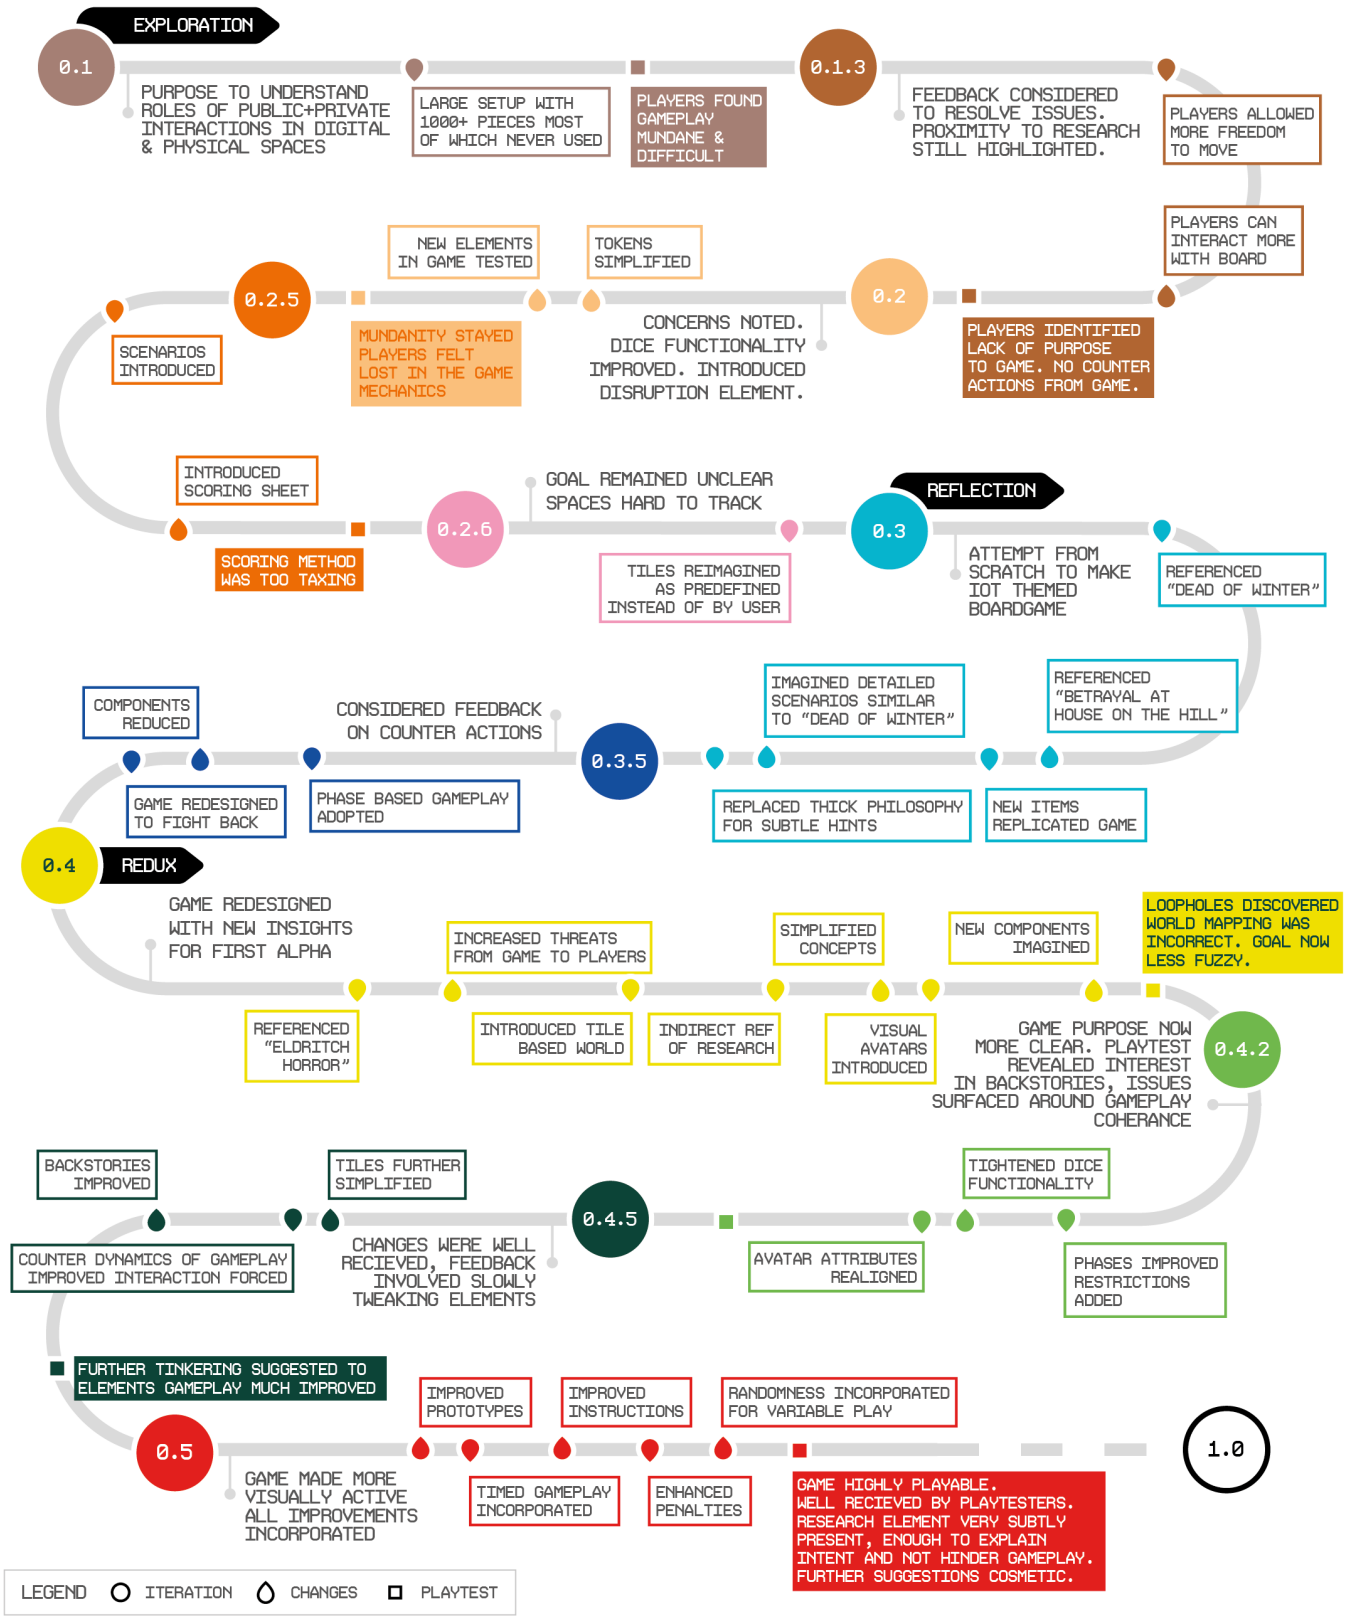 EXPLORATION
0.1
PURPOSE TO UNDERSTAND
ROLES OF PUBLIC+PRIVATE
INTERACTIONS IN DIGITAL
& PHYSICAL SPACES
LARGE SETUP WITH
1000+ PIECES MOST
OF WHICH NEVER USED
PLAYERS FOUND
GAMEPLAY
MUNDANE &
DIFFICULT
0.1.3
FEEDBACK CONSIDERED
TO RESOLVE ISSUES.
PROXIMITY TO RESEARCH
STILL HIGHLIGHTED.
PLAYERS ALLOWED
MORE FREEDOM
TO MOVE
PLAYERS CAN
INTERACT MORE
WITH BOARD
PLAYERS IDENTIFIED
LACK OF PURPOSE
TO GAME. NO COUNTER
ACTIONS FROM GAME.
0.2
CONCERNS NOTED.
DICE FUNCTIONALITY
IMPROVED. INTRODUCED
DISRUPTION ELEMENT.
TOKENS
SIMPLIFIED
NEW ELEMENTS
IN GAME TESTED
MUNDANITY STAYED
PLAYERS FELT
LOST IN THE GAME
MECHANICS
0.2.5
SCENARIOS
INTRODUCED
INTRODUCED
SCORING SHEET
SCORING METHOD
WAS TOO TAXING
0.2.6
GOAL REMAINED UNCLEAR
SPACES HARD TO TRACK
TILES REIMAGINED
AS PREDEFINED
INSTEAD OF BY USER
REFLECTION
0.3
ATTEMPT FROM
SCRATCH TO MAKE
IOT THEMED
BOARDGAME
REFERENCED
“DEAD OF WINTER”
REFERENCED
“BETRAYAL AT
HOUSE ON THE HILL”
NEW ITEMS
REPLICATED GAME
IMAGINED DETAILED
SCENARIOS SIMILAR
TO “DEAD OF WINTER”
REPLACED THICK PHILOSOPHY
FOR SUBTLE HINTS
0.3.5
CONSIDERED FEEDBACK
ON COUNTER ACTIONS
PHASE BASED GAMEPLAY
ADOPTED
COMPONENTS
REDUCED
GAME REDESIGNED
TO FIGHT BACK
0.4
REDUX
GAME REDESIGNED
WITH NEW INSIGHTS
FOR FIRST ALPHA
REFERENCED
“ELDRITCH
HORROR”
INCREASED THREATS
FROM GAME TO PLAYERS
INTRODUCED TILE
BASED WORLD
INDIRECT REF
OF RESEARCH
SIMPLIFIED
CONCEPTS
VISUAL
AVATARS
INTRODUCED
NEW COMPONENTS
IMAGINED
LOOPHOLES DISCOVERED
WORLD MAPPING WAS
INCORRECT. GOAL NOW
LESS FUZZY.
0.4.2
GAME PURPOSE NOW
MORE CLEAR. PLAYTEST
REVEALED INTEREST
IN BACKSTORIES, ISSUES
SURFACED AROUND GAMEPLAY
COHERANCE
PHASES IMPROVED
RESTRICTIONS
ADDED
TIGHTENED DICE
FUNCTIONALITY
AVATAR ATTRIBUTES
REALIGNED
0.4.5
CHANGES WERE WELL
RECIEVED, FEEDBACK
INVOLVED SLOWLY
TWEAKING ELEMENTS
TILES FURTHER
SIMPLIFIED
BACKSTORIES
IMPROVED
COUNTER DYNAMICS OF GAMEPLAY
IMPROVED INTERACTION FORCED
FURTHER TINKERING SUGGESTED TO
ELEMENTS GAMEPLAY MUCH IMPROVED
0.5
GAME MADE MORE
VISUALLY ACTIVE
ALL IMPROVEMENTS
INCORPORATED
IMPROVED
PROTOTYPES
TIMED GAMEPLAY
INCORPORATED
IMPROVED
INSTRUCTIONS
ENHANCED
PENALTIES
RANDOMNESS INCORPORATED
FOR VARIABLE PLAY
GAME HIGHLY PLAYABLE.
WELL RECIEVED BY PLAYTESTERS.
RESEARCH ELEMENT VERY SUBTLY
PRESENT, ENOUGH TO EXPLAIN
INTENT AND NOT HINDER GAMEPLAY.
FURTHER SUGGESTIONS COSMETIC.
1.0
LEGEND ITERATION CHANGES PLAYTEST